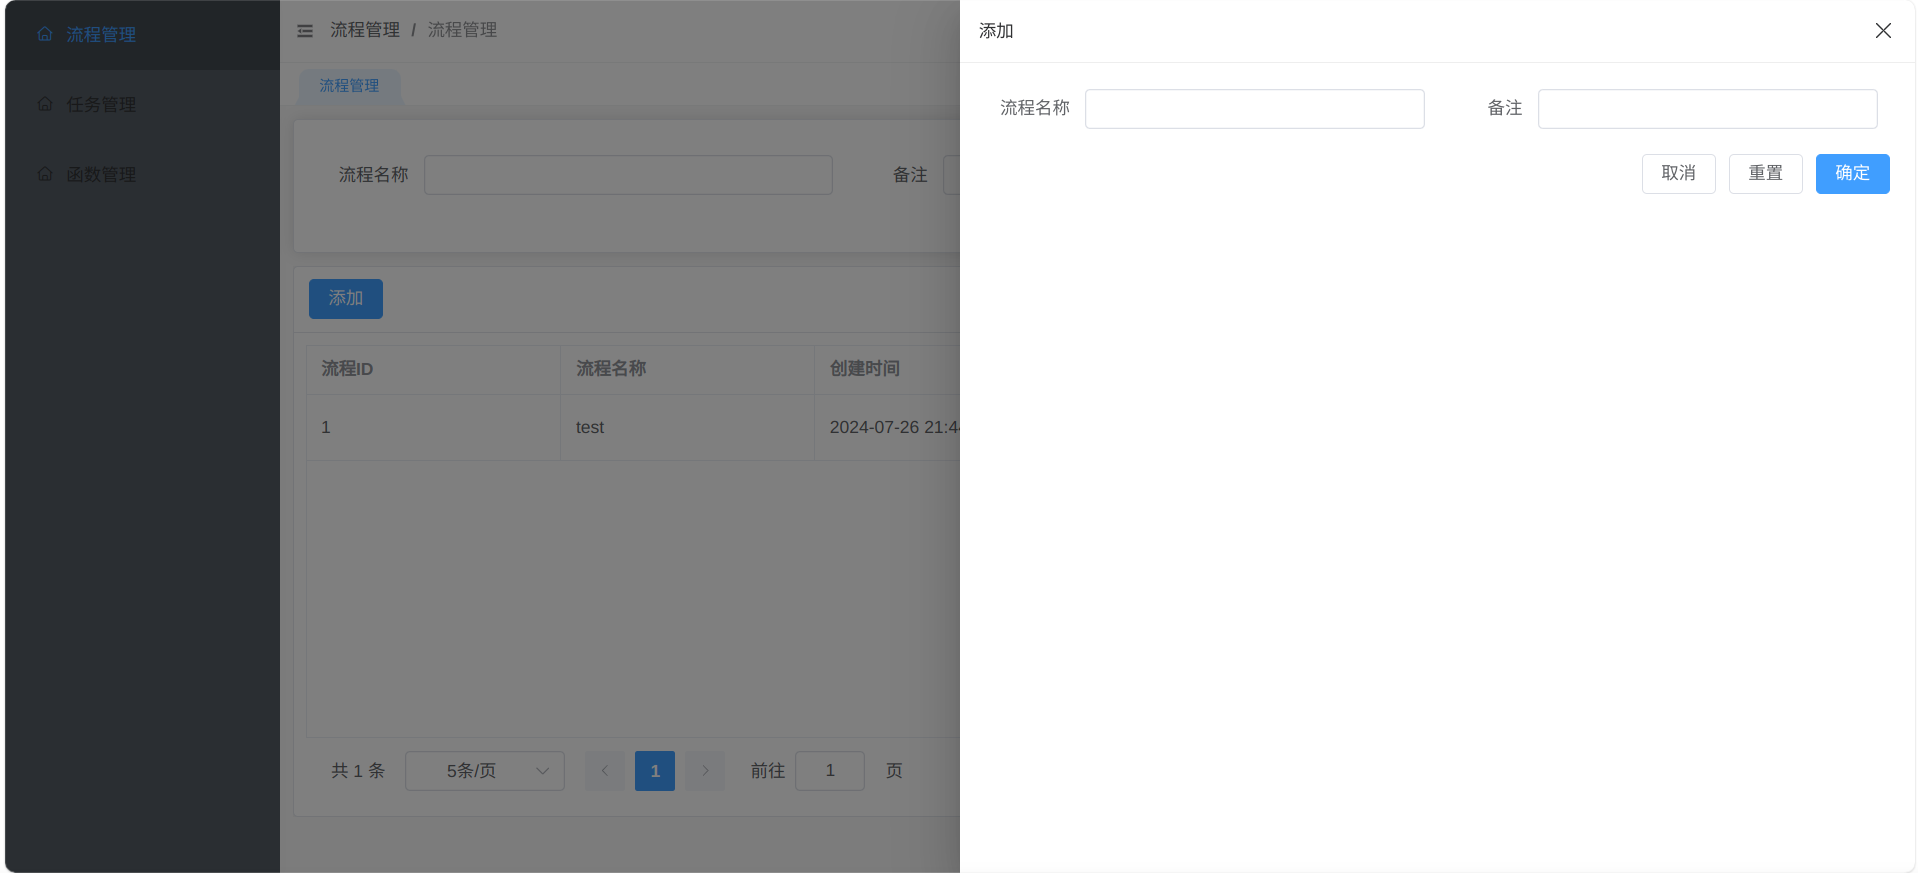 流程管理
任务管理
函数管理
流程管理 / 流程管理
流程管理
流程名称
备注
添加
流程ID 流程名称 创建时间
1 test 2024-07-26 21:4
共 1 条 5条/页 1 前往 1 页
添加
流程名称 备注
取消 重置 确定